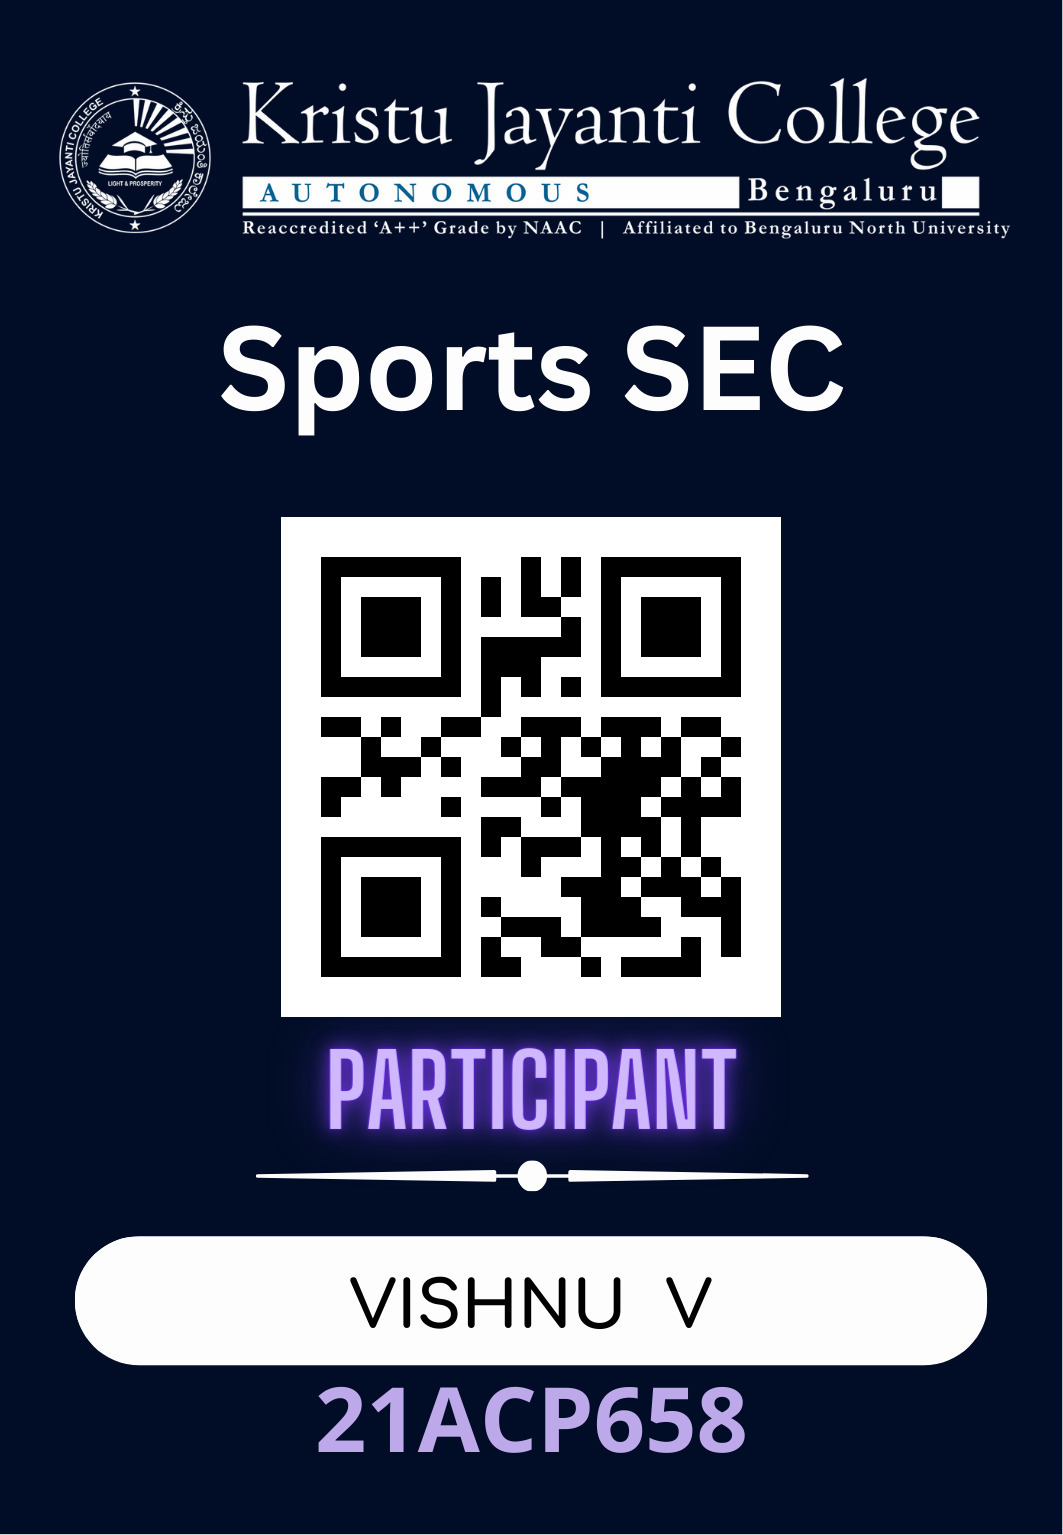 Kristu Jayanti College
AUTONOMOUS Bengaluru
Reaccredited ‘A++’ Grade by NAAC | Affiliated to Bengaluru North University
KRISTU JAYANTI COLLEGE
LIGHT & PROSPERITY
Sports SEC
PARTICIPANT
VISHNU V
21ACP658